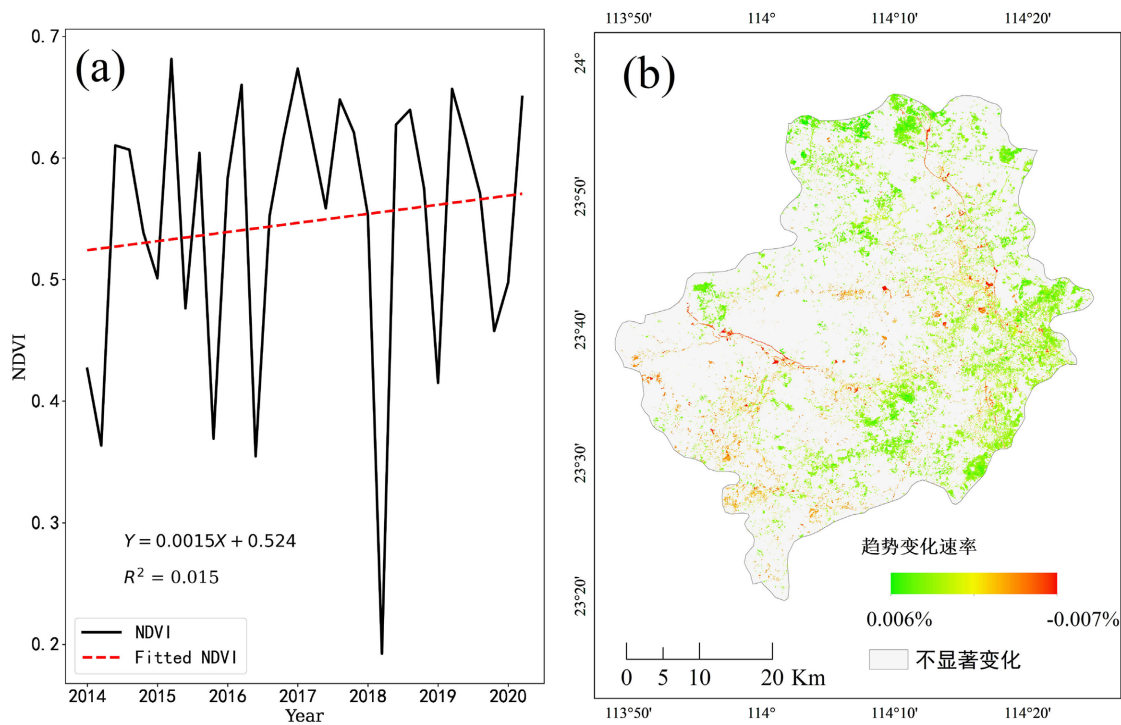 (a)
0.7
0.6
0.5
0.4
0.3
0.2
NDVI
Y = 0.0015X + 0.524
R² = 0.015
NDVI
Fitted NDVI
2014 2015 2016 2017 2018 2019 2020
Year
(b)
113°50' 114° 114°10' 114°20'
24°
23°50'
23°40'
23°30'
23°20'
趋势变化速率
0.006% -0.007%
不显著变化
0 5 10 20 Km
113°50' 114° 114°10' 114°20'